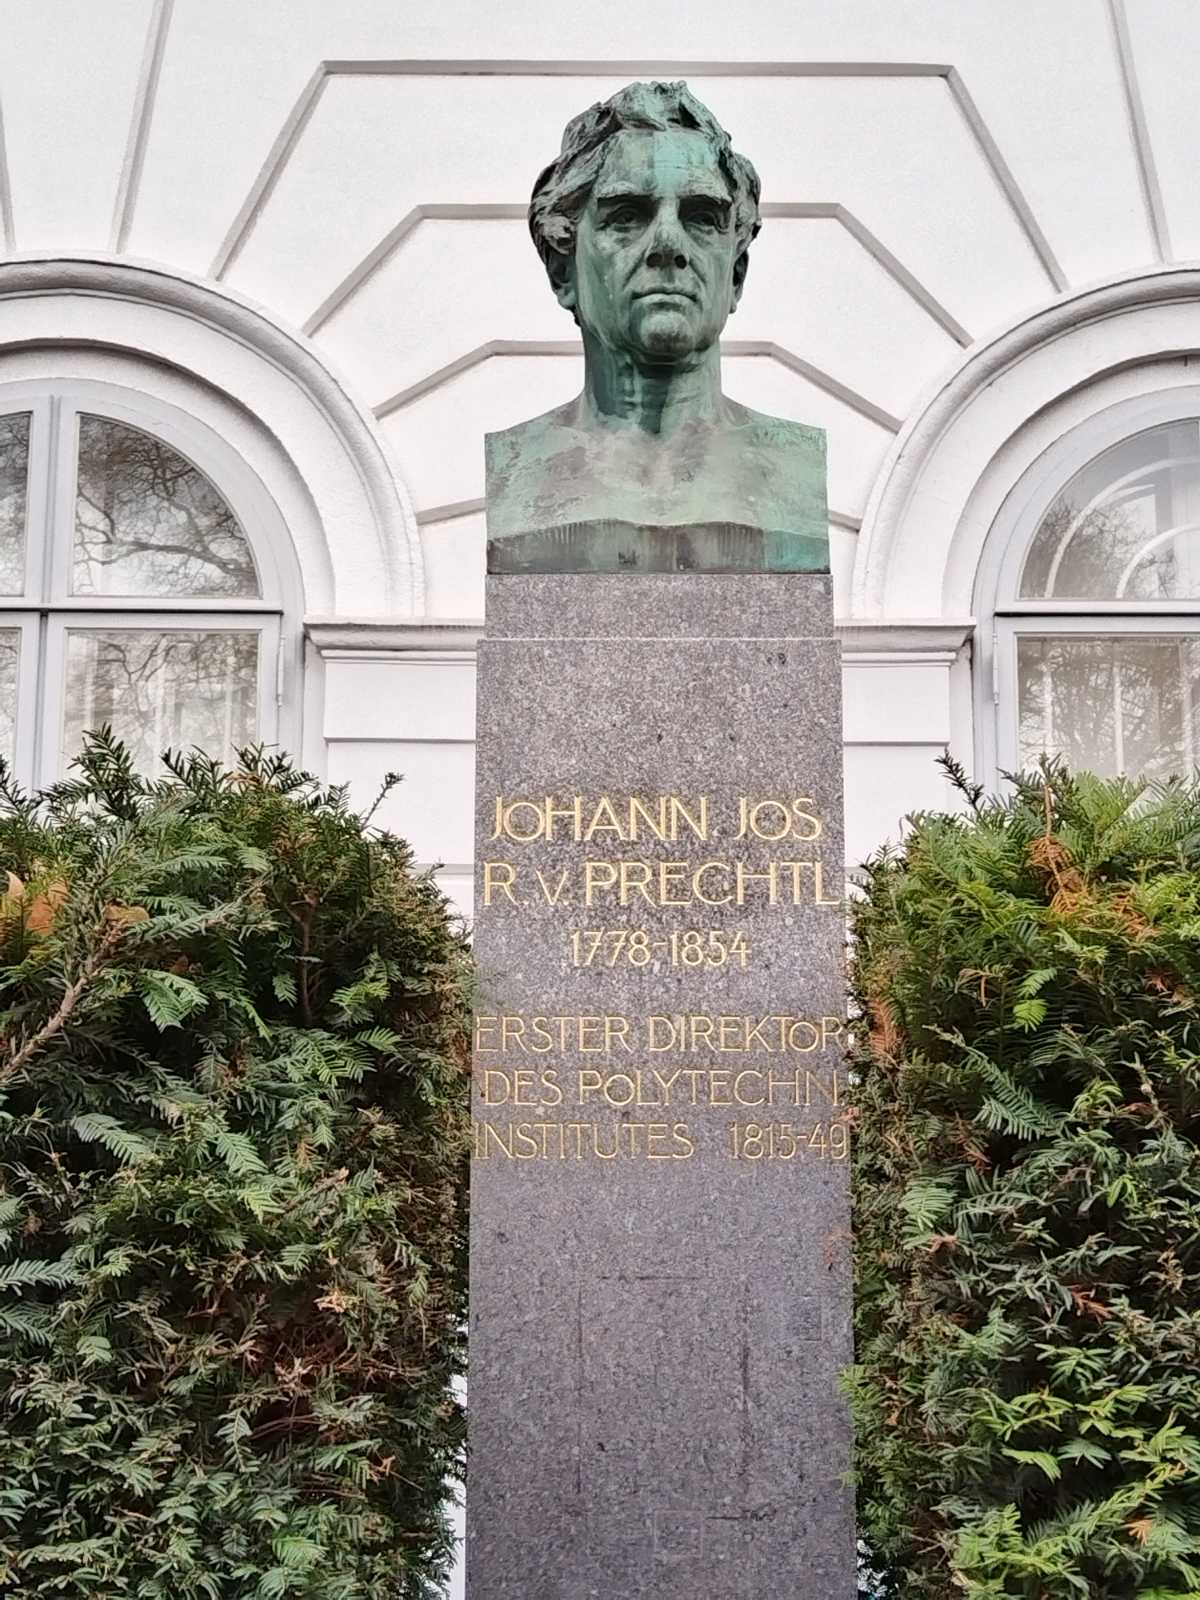 JOHANN JOS
R. V. PRECHTL
1778-1854
ERSTER DIREKTOR
DES POLYTECHN.
INSTITUTES 1815-49